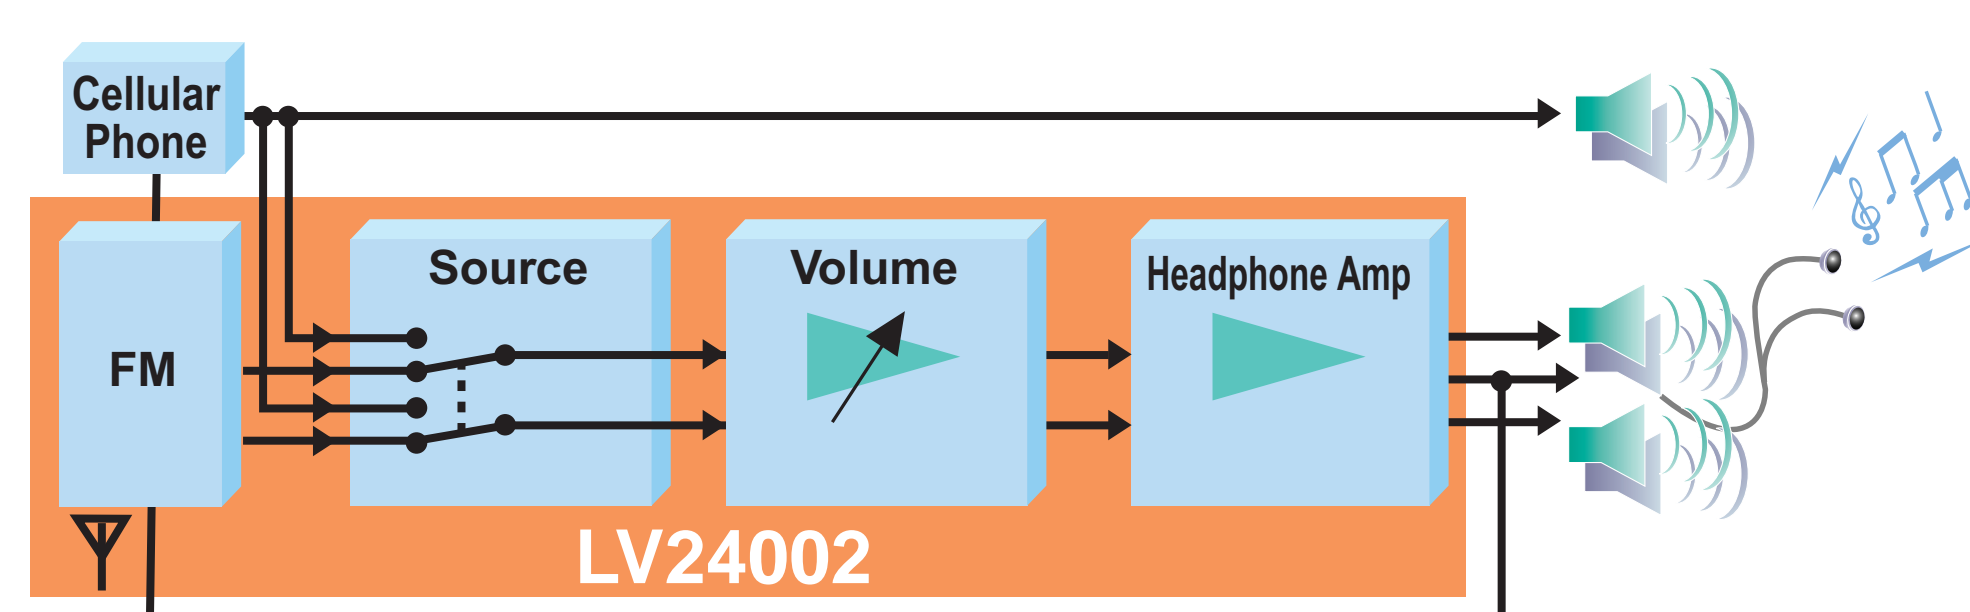 Cellular
Phone
FM
Source
Volume
Headphone Amp
LV24002